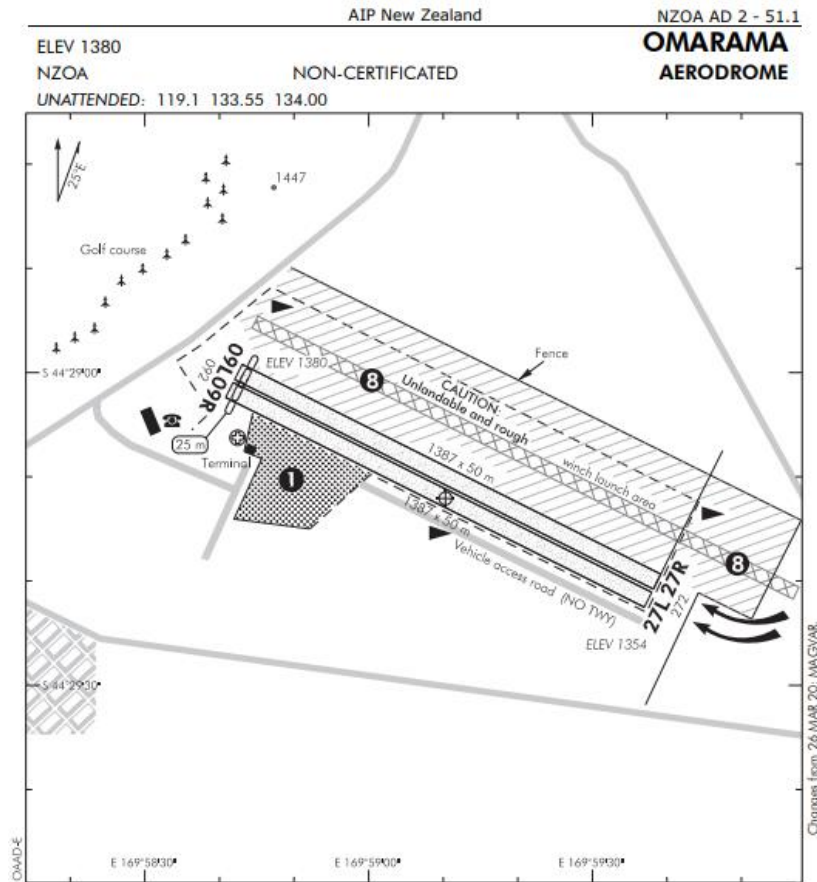 AIP New Zealand
NZOA AD 2 - 51.1
ELEV 1380
OMARAMA
NZOA
NON-CERTIFICATED
AERODROME
UNATTENDED: 119.1 133.55 134.00
25°E
1447
Golf course
Fence
ELEV 1380
8
CAUTION:
Unlandable and rough
S 44°29'00"
092
09L 09R
25 m
Terminal
1
1387 x 50 m
winch launch area
1387 x 50 m
Vehicle access road (NO TWY)
8
27L 27R
272
ELEV 1354
S 44°29'30"
Changes from 26 MAR 20: MAGVAR.
OAAD-E
E 169°58'30"
E 169°59'00"
E 169°59'30"